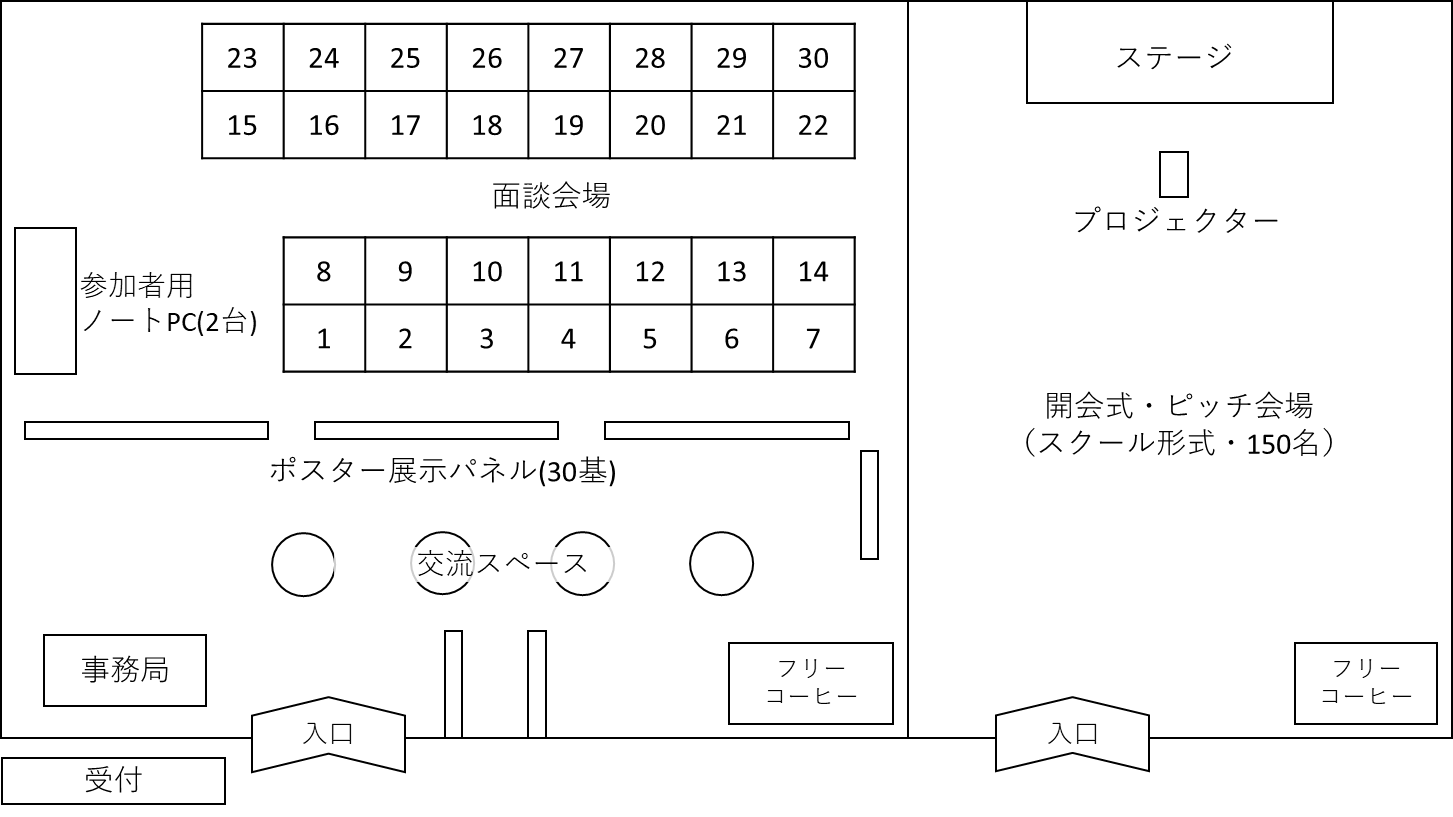 23 24 25 26 27 28 29 30
15 16 17 18 19 20 21 22
面談会場
8 9 10 11 12 13 14
1 2 3 4 5 6 7
参加者用
ノートPC(2台)
ポスター展示パネル(30基)
交流スペース
事務局
フリー
コーヒー
入口
受付
ステージ
プロジェクター
開会式・ピッチ会場
（スクール形式・150名）
フリー
コーヒー
入口